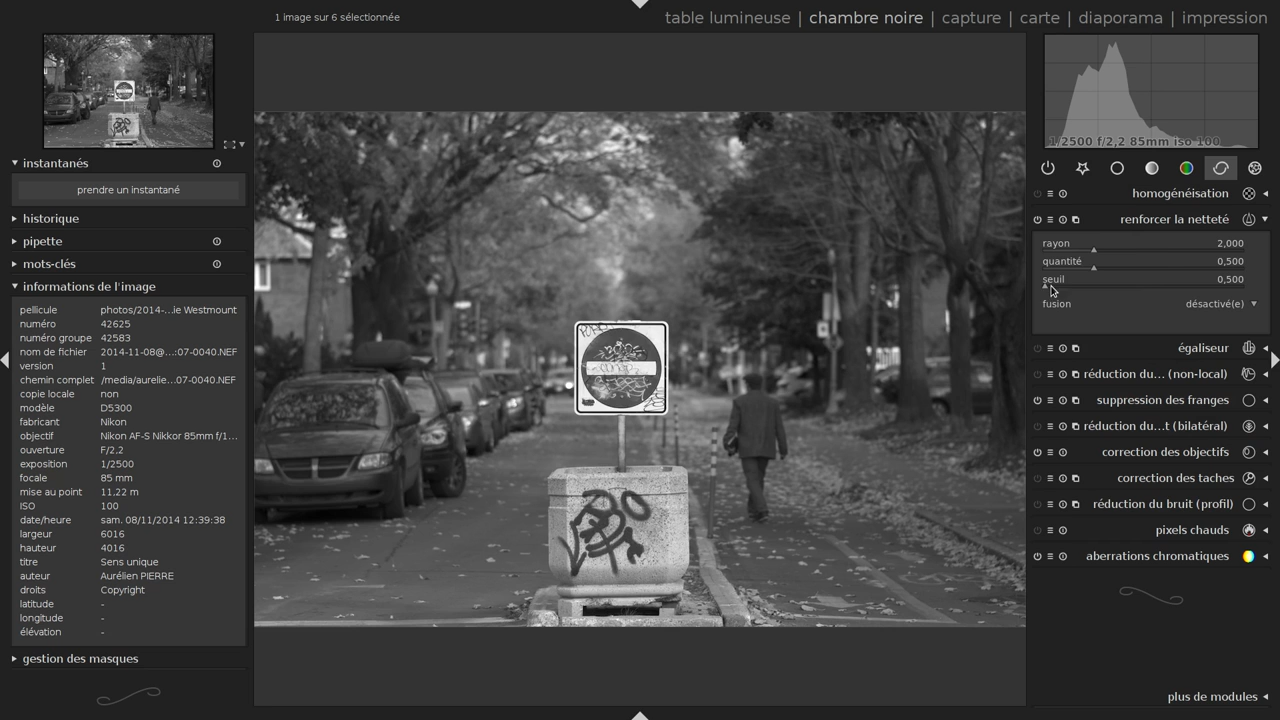 1 image sur 6 sélectionnée
table lumineuse | chambre noire | capture | carte | diaporama | impression
instantanés
prendre un instantané
historique
pipette
mots-clés
informations de l'image
pellicule photos/2014-...ie Westmount
numéro 42625
numéro groupe 42583
nom de fichier 2014-11-08@...:07-0040.NEF
version 1
chemin complet /media/aurelie...07-0040.NEF
copie locale non
modèle D5300
fabricant Nikon
objectif Nikon AF-S Nikkor 85mm f/1...
ouverture F/2,2
exposition 1/2500
focale 85 mm
mise au point 11,22 m
ISO 100
date/heure sam. 08/11/2014 12:39:38
largeur 6016
hauteur 4016
titre Sens unique
auteur Aurélien PIERRE
droits Copyright
latitude -
longitude -
élévation -
gestion des masques
1/2500 f/2,2 85mm iso 100
homogénéisation
renforcer la netteté
rayon 2,000
quantité 0,500
seuil 0,500
fusion désactivé(e)
égaliseur
réduction du... (non-local)
suppression des franges
réduction du...t (bilatéral)
correction des objectifs
correction des taches
réduction du bruit (profil)
pixels chauds
aberrations chromatiques
plus de modules